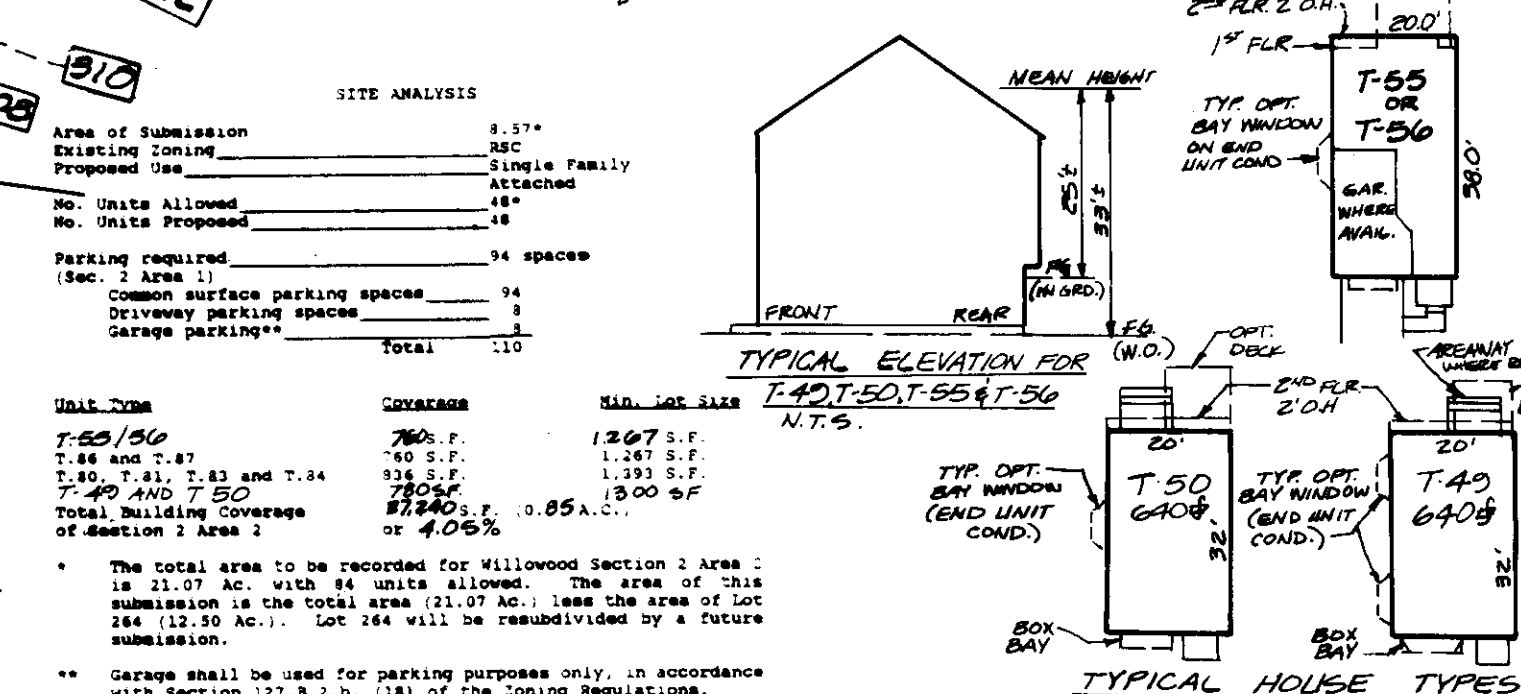 310
SITE ANALYSIS
Area of Submission 8.57*
Existing Zoning RSC
Proposed Use Single Family
Attached
No. Units Allowed 48*
No. Units Proposed 48
Parking required 94 spaces
(Sec. 2 Area 1)
Common surface parking spaces 94
Driveway parking spaces 8
Garage parking** 8
Total 110
Unit Type Coverage Min. Lot Size
T-55/56 760 S.F. 1,267 S.F.
T.86 and T.87 760 S.F. 1,267 S.F.
T.80, T.81, T.83 and T.84 836 S.F. 1,393 S.F.
T-49 AND T 50 780 SF. 1300 SF
Total Building Coverage 37,240 S.F. (0.85 A.C.)
of Section 2 Area 2 or 4.05%
* The total area to be recorded for Willowood Section 2 Area
is 21.07 Ac. with 84 units allowed. The area of this
submission is the total area (21.07 Ac.) less the area of Lot
264 (12.50 Ac.). Lot 264 will be resubdivided by a future
submission.
** Garage shall be used for parking purposes only, in accordance
with Section 127 B.2.b. (18) of the Zoning Regulations.
MEAN HEIGHT
25'±
33'±
FG
(IN GRD.)
FRONT REAR
F.G.
(W.O.)
TYPICAL ELEVATION FOR
T-49, T-50, T-55 & T-56
N.T.S.
2ND FLR. 2' O.H.
20.0'
1ST FLR
T-55
OR
T-56
TYP. OPT.
BAY WINDOW
ON END
UNIT COND
38.0'
GAR.
WHERE
AVAIL.
OPT.
DECK
AREAWAY
WHERE
2ND FLR.
2' O.H
20'
T-50
640 SF
32'
TYP. OPT.
BAY WINDOW
(END UNIT
COND.)
BOX
BAY
20'
T-49
640 SF
32'
TYP. OPT.
BAY WINDOW
(END UNIT
COND.)
BOX
BAY
TYPICAL HOUSE TYPES